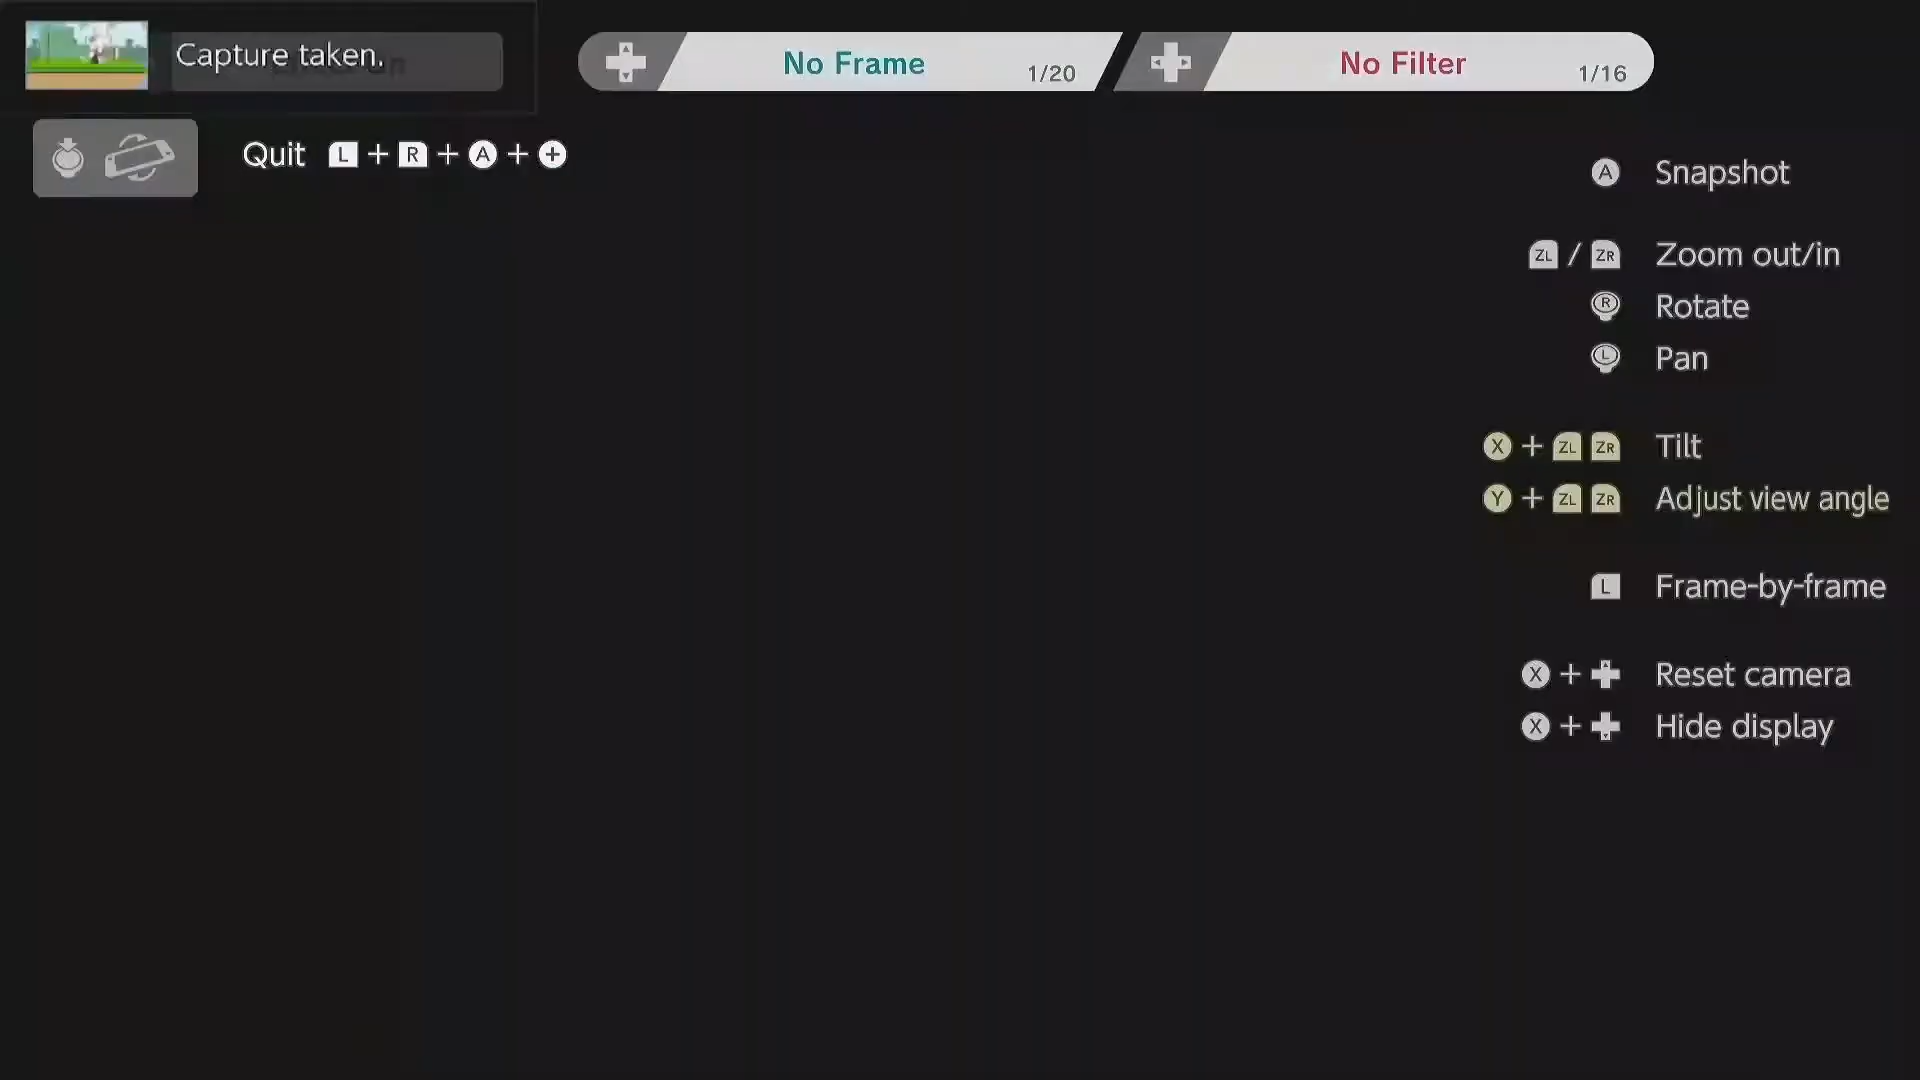 Capture taken.
No Frame 1/20
No Filter 1/16
Quit L + R + A + +
A Snapshot
ZL / ZR Zoom out/in
R Rotate
L Pan
X + ZL ZR Tilt
Y + ZL ZR Adjust view angle
L Frame-by-frame
X + Reset camera
X + Hide display